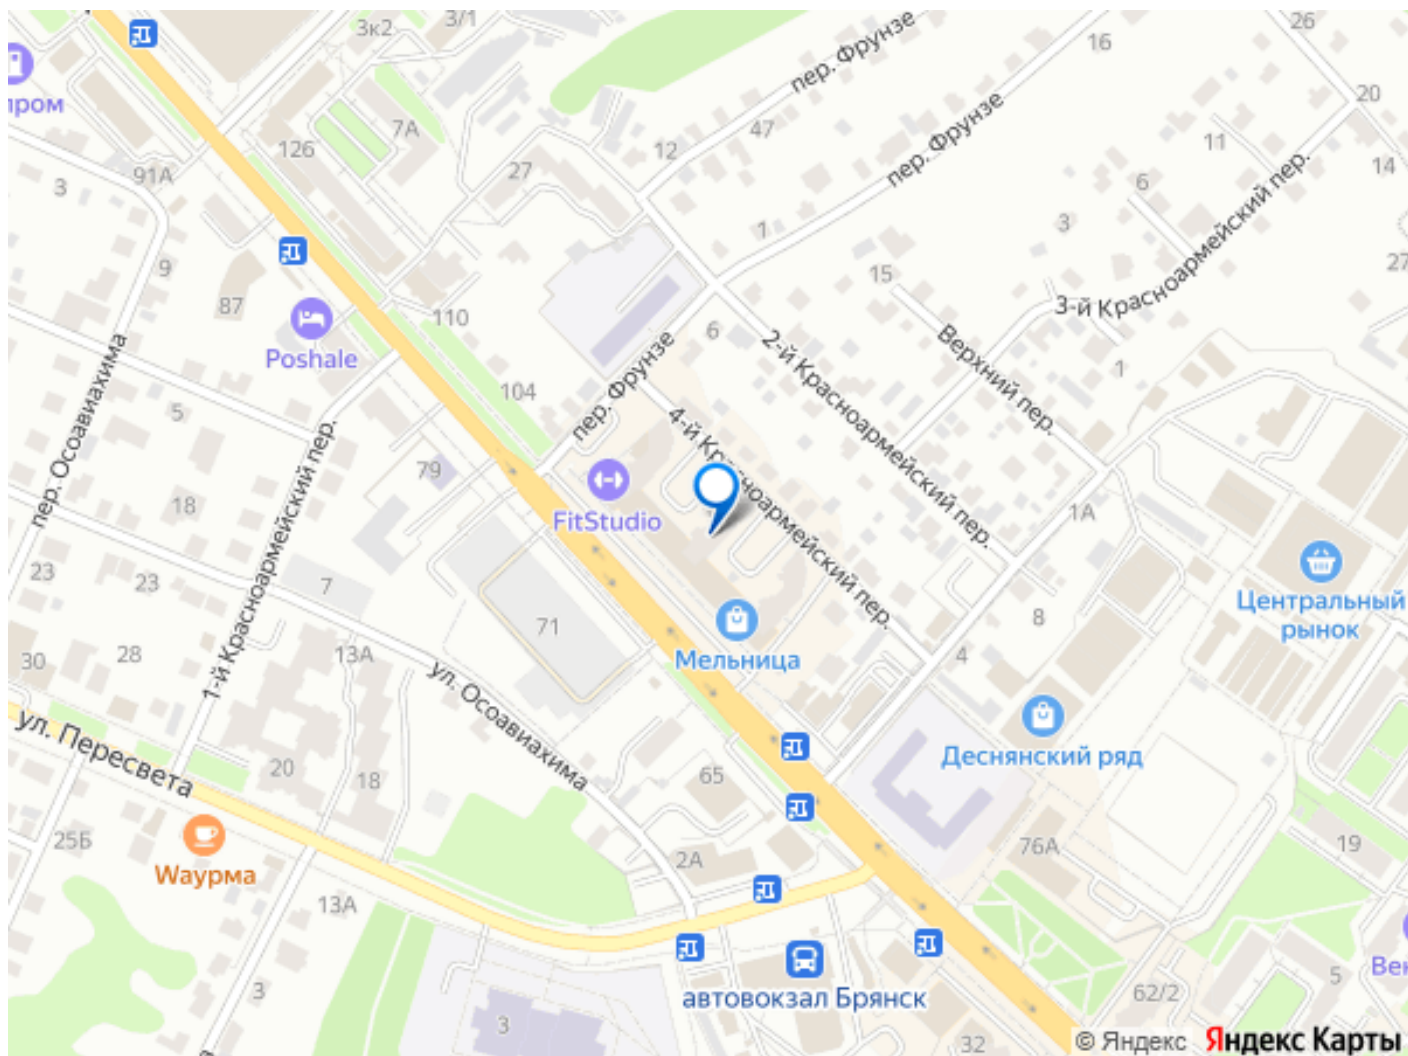 3к2
3/1
26
16
пер. Фрунзе
пром
20
7А
47
126
12
11
14
27
91А
3
6
пер. Фрунзе
1
3
9
15
27
87
110
6
3-й Красноармейский пер.
Poshale
пер. Фрунзе
2-й Красноармейский пер.
Верхний пер.
1
пер. Осоавиахима
5
104
4-й Красноармейский пер.
79
18
1-й Красноармейский пер.
FitStudio
1А
23
23
7
Центральный
рынок
8
71
13А
30
28
Мельница
4
ул. Осоавиахима
ул. Пересвета
20
18
65
Деснянский ряд
25Б
Wаурма
2А
76А
19
13А
Вен
5
автовокзал Брянск
3
62/2
3
32
© Яндекс Яндекс Карты